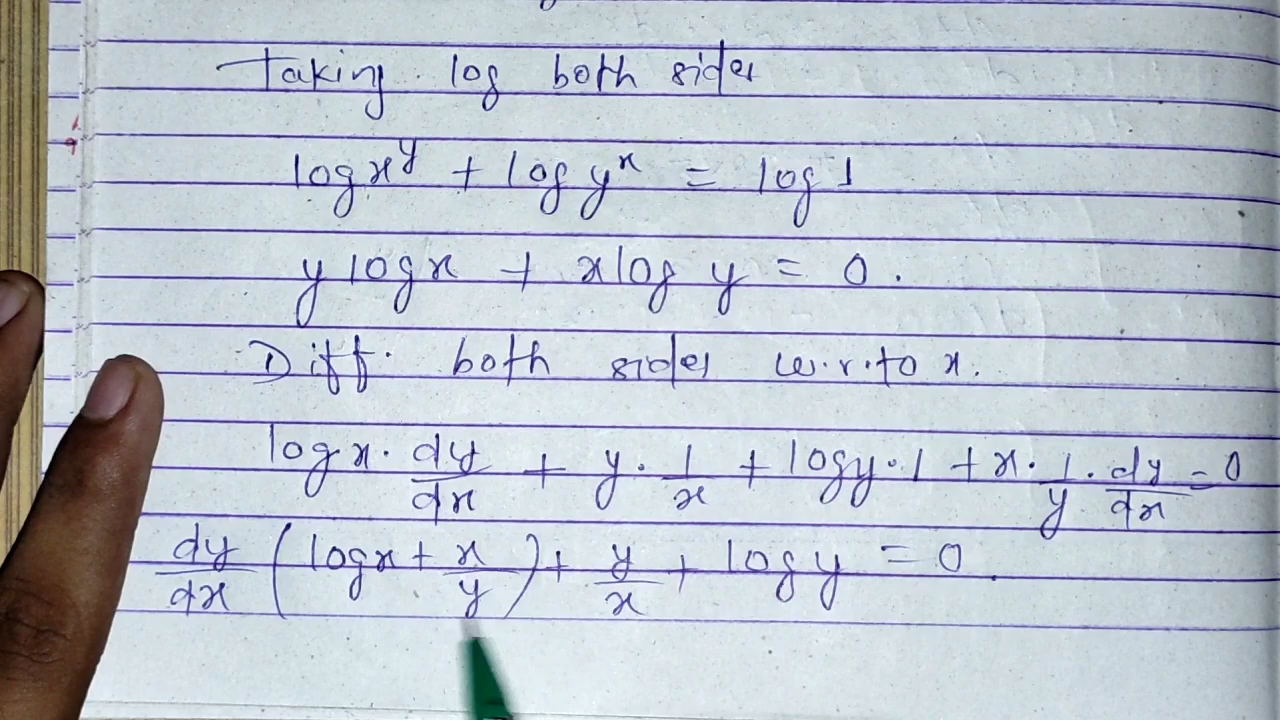 Taking log both sides
log x^y + log y^x = log 1
y log x + x log y = 0.
Diff. both sides w.r.to x.
log x · dy/dx + y · 1/x + log y · 1 + x · 1/y · dy/dx = 0
dy/dx (log x + x/y) + y/x + log y = 0